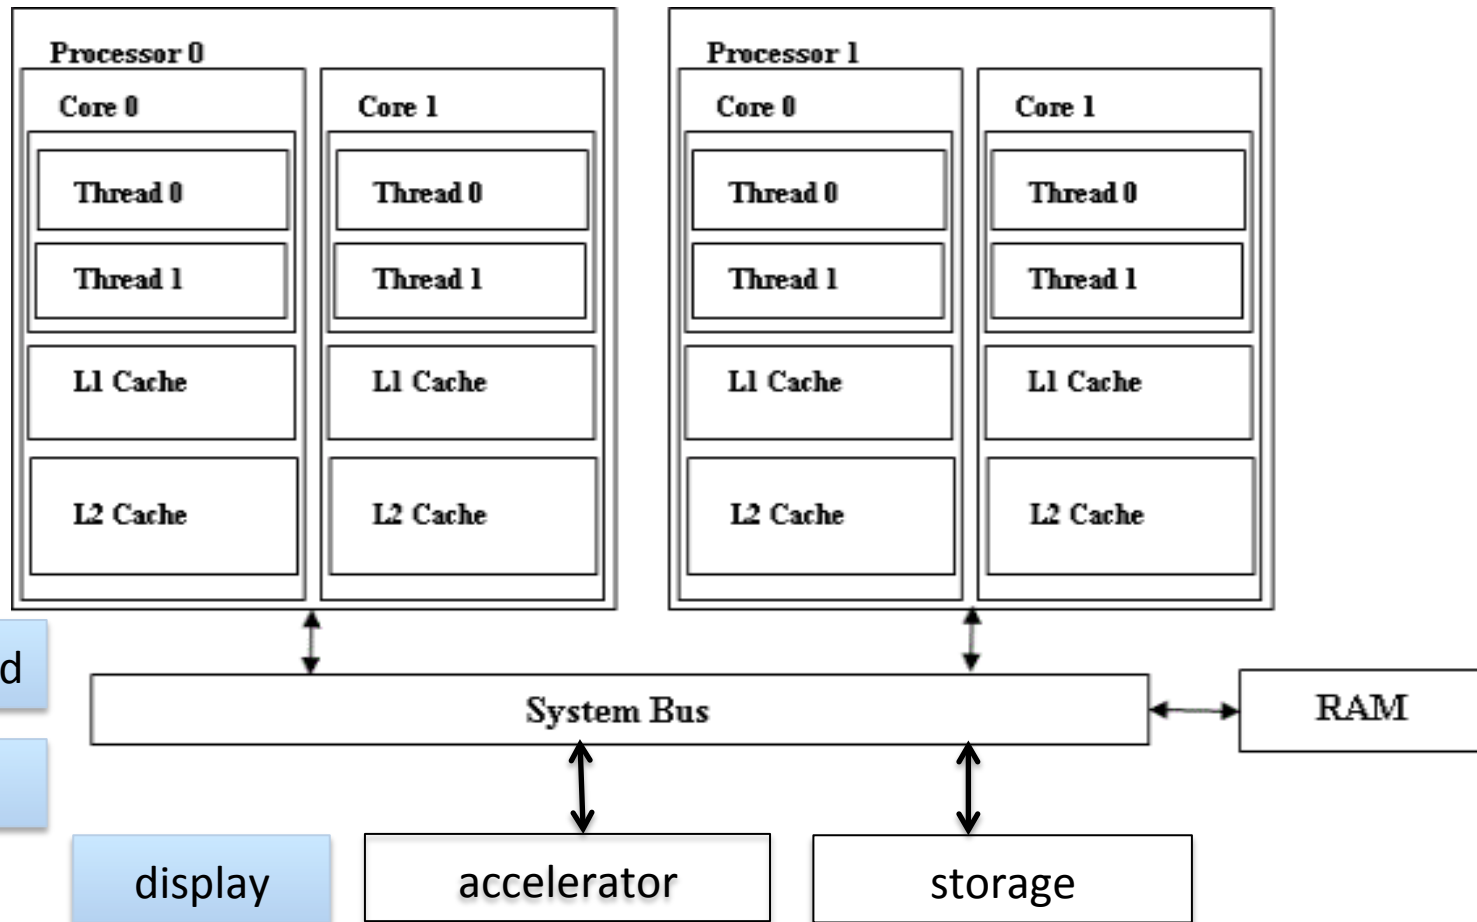 Processor 0
Processor 1
Core 0
Core 1
Core 0
Core 1
Thread 0
Thread 0
Thread 0
Thread 0
Thread 1
Thread 1
Thread 1
Thread 1
L1 Cache
L1 Cache
L1 Cache
L1 Cache
L2 Cache
L2 Cache
L2 Cache
L2 Cache
d
System Bus
RAM
display
accelerator
storage